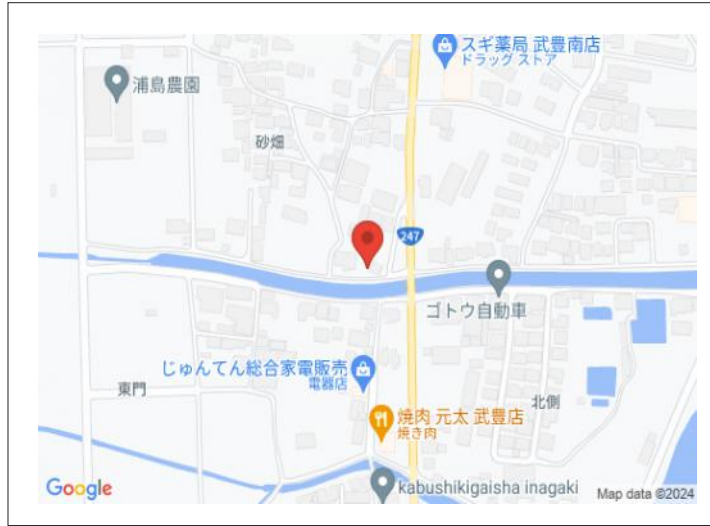 スギ薬局 武豊南店
ドラッグ ストア
浦島農園
砂畑
247
ゴトウ自動車
じゅんてん総合家電販売
電器店
東門
北側
焼肉 元太 武豊店
焼き肉
kabushikigaisha inagaki
Google
Map data ©2024